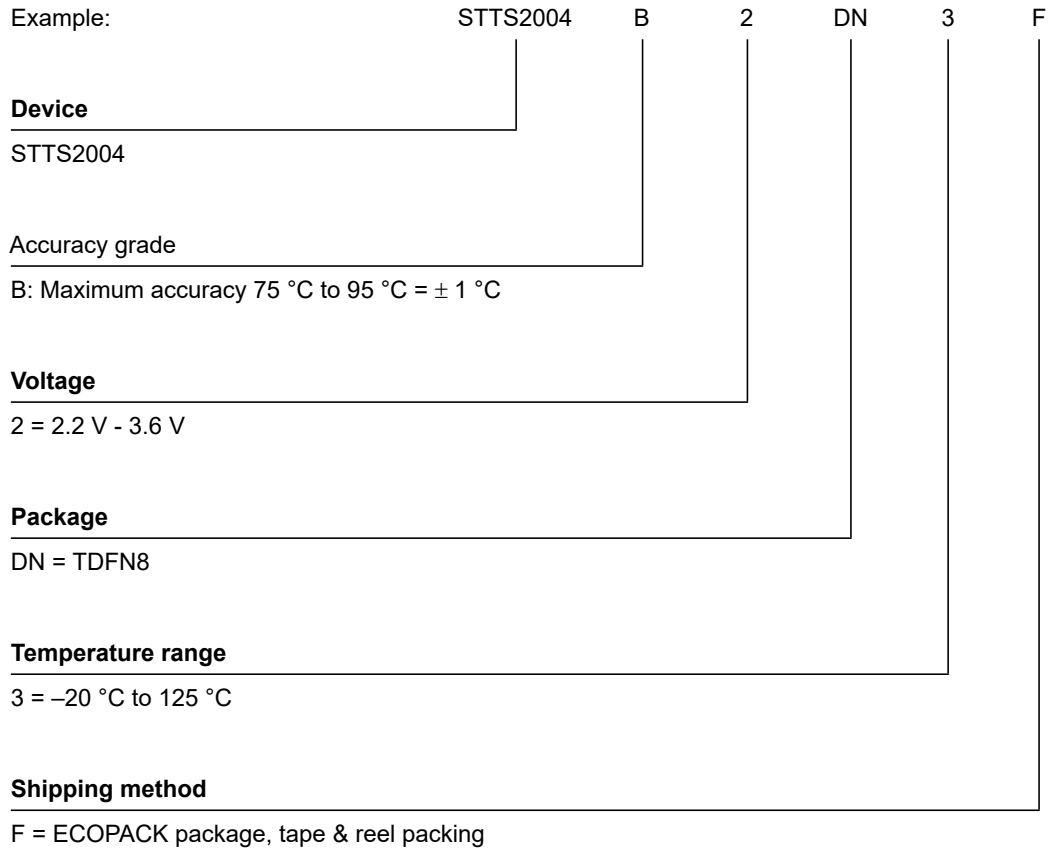 Example: STTS2004 B 2 DN 3 F
Device
STTS2004
Accuracy grade
B: Maximum accuracy 75 °C to 95 °C = ± 1 °C
Voltage
2 = 2.2 V - 3.6 V
Package
DN = TDFN8
Temperature range
3 = –20 °C to 125 °C
Shipping method
F = ECOPACK package, tape & reel packing